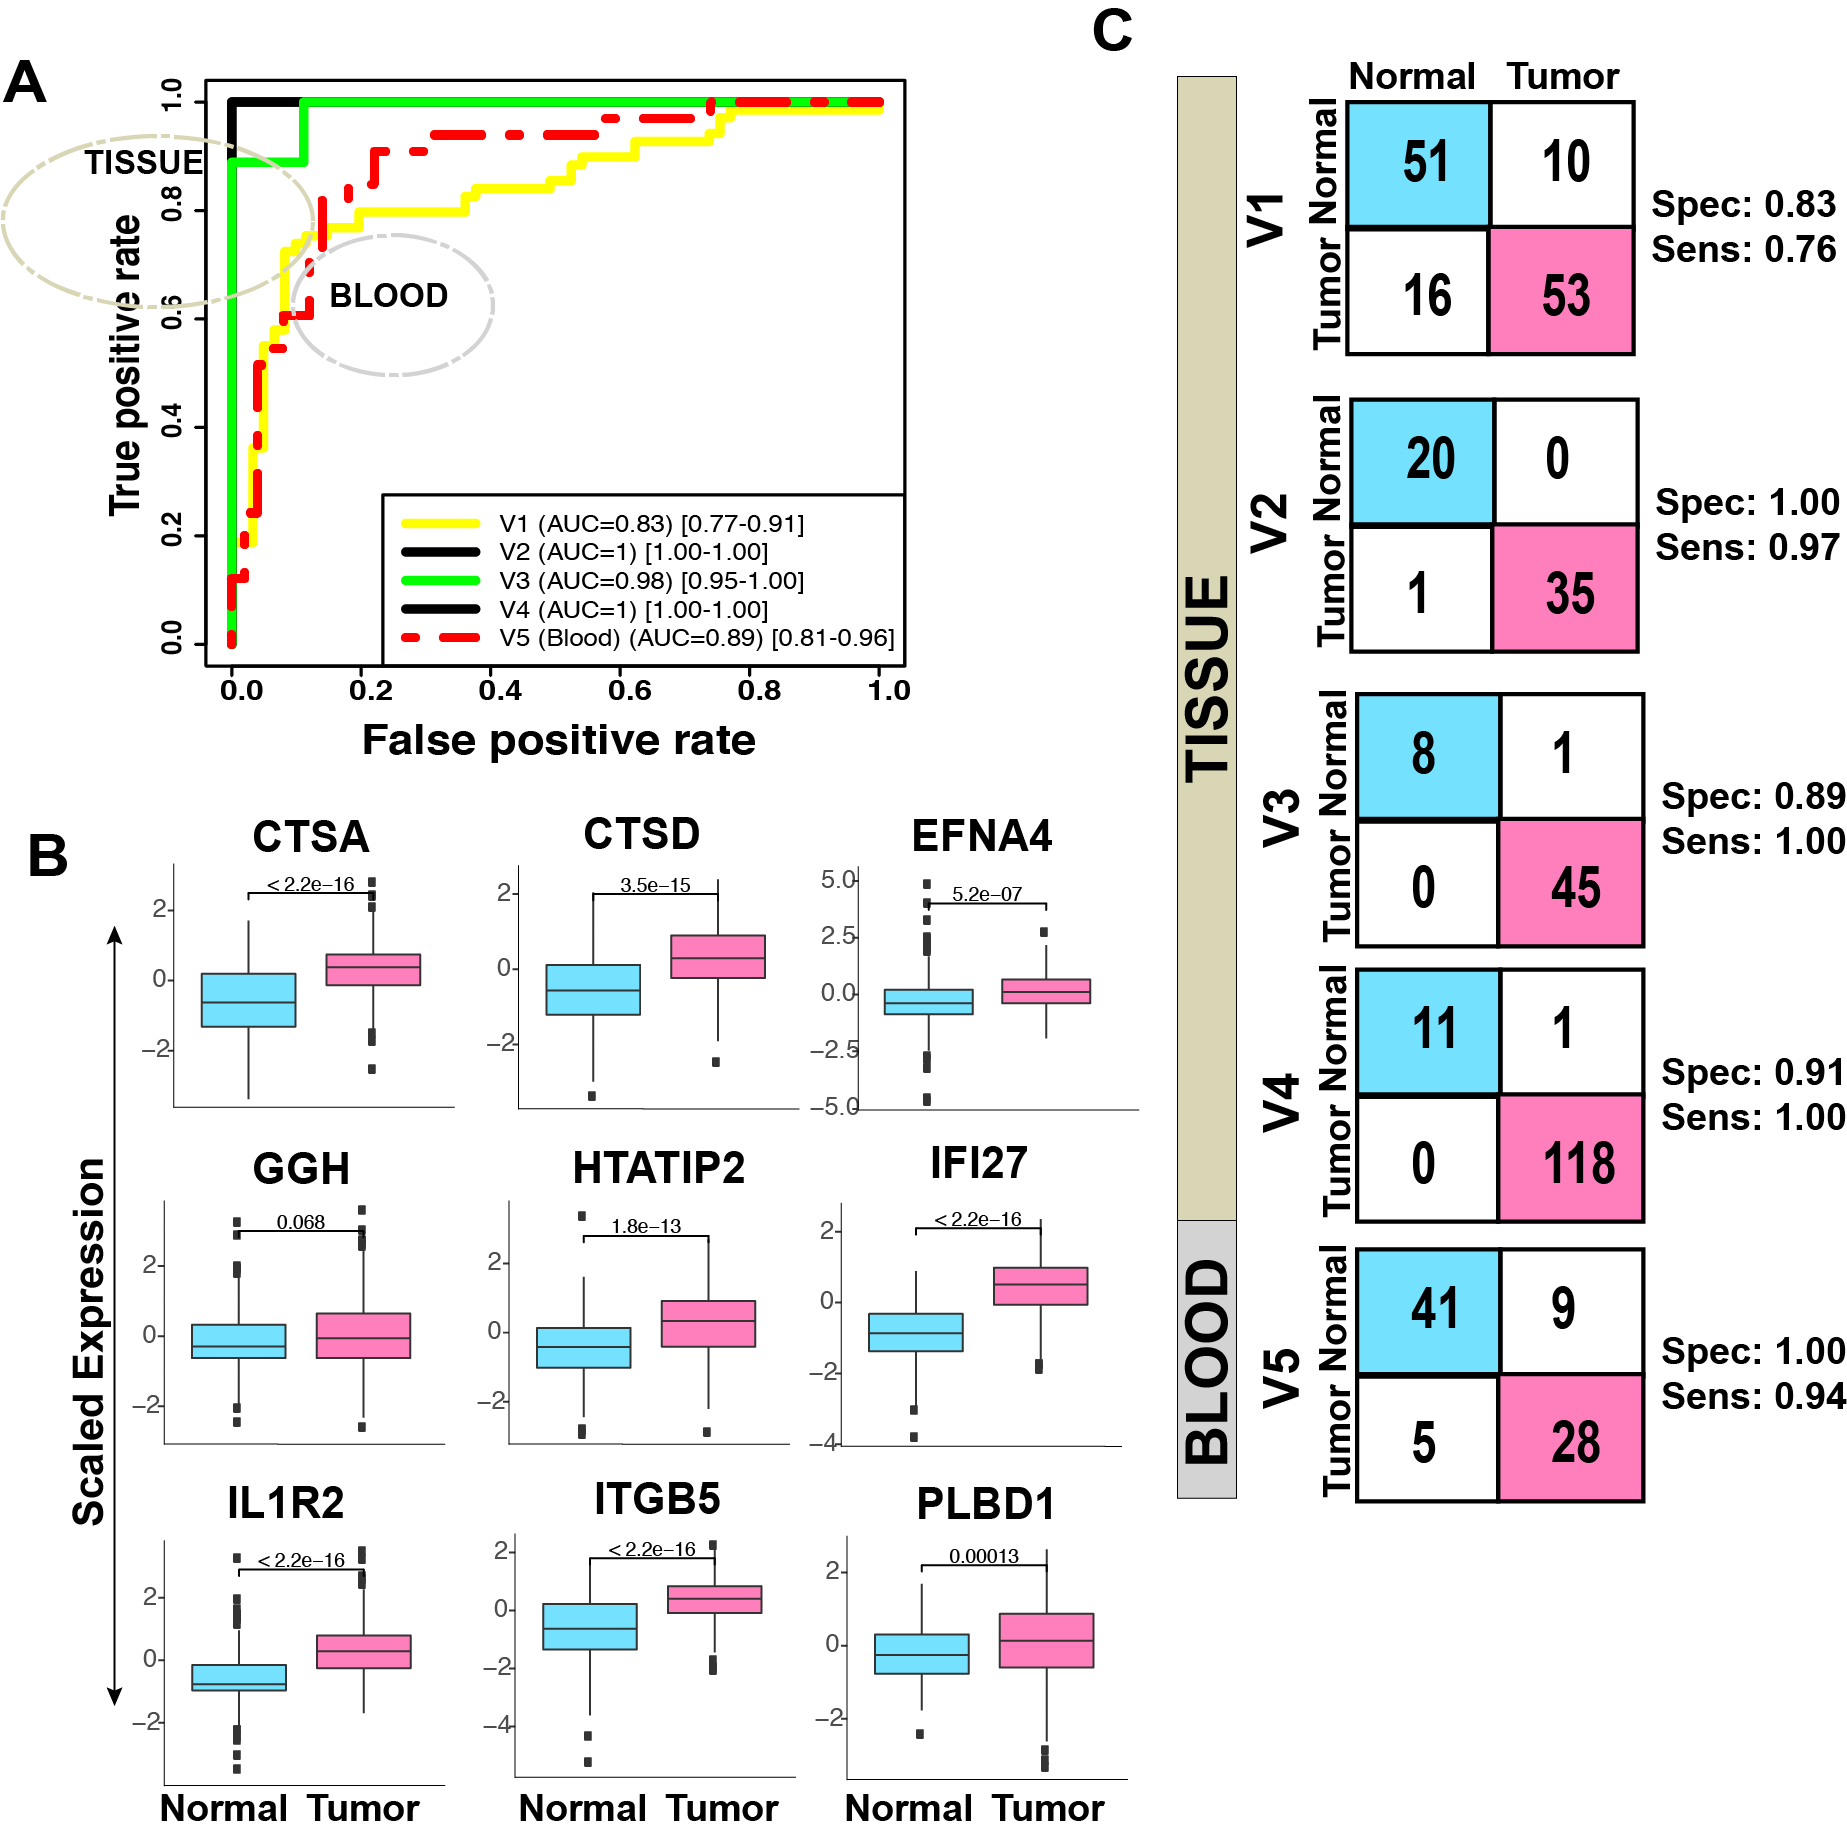 A
1.0
0.8
0.6
0.4
0.2
0.0
True positive rate
TISSUE
BLOOD
V1 (AUC=0.83) [0.77-0.91]
V2 (AUC=1) [1.00-1.00]
V3 (AUC=0.98) [0.95-1.00]
V4 (AUC=1) [1.00-1.00]
V5 (Blood) (AUC=0.89) [0.81-0.96]
0.0 0.2 0.4 0.6 0.8 1.0
False positive rate
B
Scaled Expression
CTSA
< 2.2e−16
2
0
−2
CTSD
3.5e−15
2
0
−2
EFNA4
5.2e−07
5.0
2.5
0.0
−2.5
−5.0
GGH
0.068
2
0
−2
HTATIP2
1.8e−13
2
0
−2
IFI27
< 2.2e−16
2
0
−2
−4
IL1R2
< 2.2e−16
2
0
−2
ITGB5
< 2.2e−16
2
0
−2
−4
PLBD1
0.00013
2
0
−2
Normal Tumor
Normal Tumor
Normal Tumor
C
TISSUE
BLOOD
Normal Tumor
V1
Normal
Tumor
51 10
16 53
Spec: 0.83
Sens: 0.76
V2
Normal
Tumor
20 0
1 35
Spec: 1.00
Sens: 0.97
V3
Normal
Tumor
8 1
0 45
Spec: 0.89
Sens: 1.00
V4
Normal
Tumor
11 1
0 118
Spec: 0.91
Sens: 1.00
V5
Normal
Tumor
41 9
5 28
Spec: 1.00
Sens: 0.94